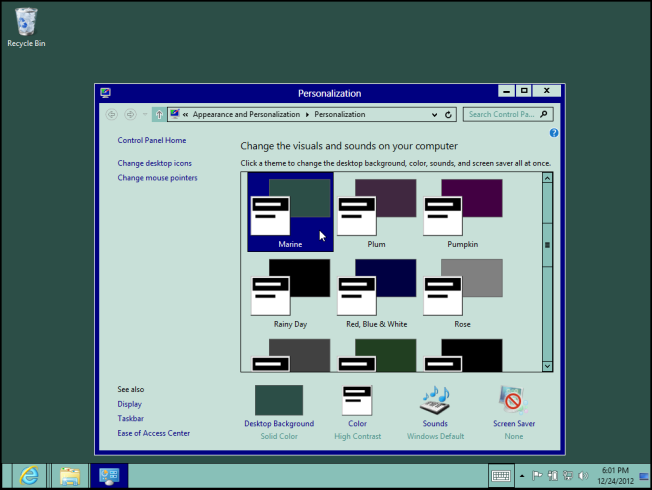 Recycle Bin
Personalization
« Appearance and Personalization Personalization
Search Control Pa...
Control Panel Home
Change desktop icons
Change mouse pointers
Change the visuals and sounds on your computer
Click a theme to change the desktop background, color, sounds, and screen saver all at once.
Marine
Plum
Pumpkin
Rainy Day
Red, Blue & White
Rose
See also
Display
Taskbar
Ease of Access Center
Desktop Background
Solid Color
Color
High Contrast
Sounds
Windows Default
Screen Saver
None
6:01 PM
12/24/2012